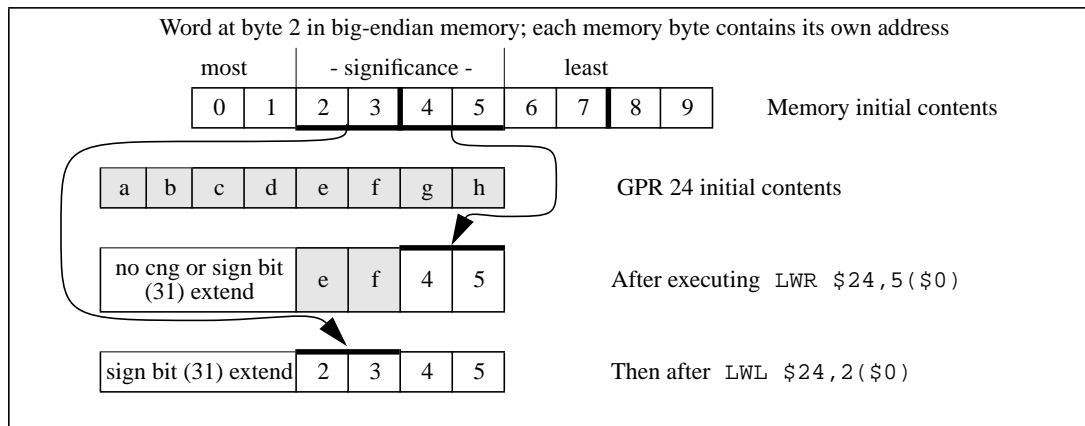 Word at byte 2 in big-endian memory; each memory byte contains its own address
most - significance - least
0 1 2 3 4 5 6 7 8 9 Memory initial contents
a b c d e f g h GPR 24 initial contents
no cng or sign bit
(31) extend e f 4 5 After executing LWR $24,5($0)
sign bit (31) extend 2 3 4 5 Then after LWL $24,2($0)